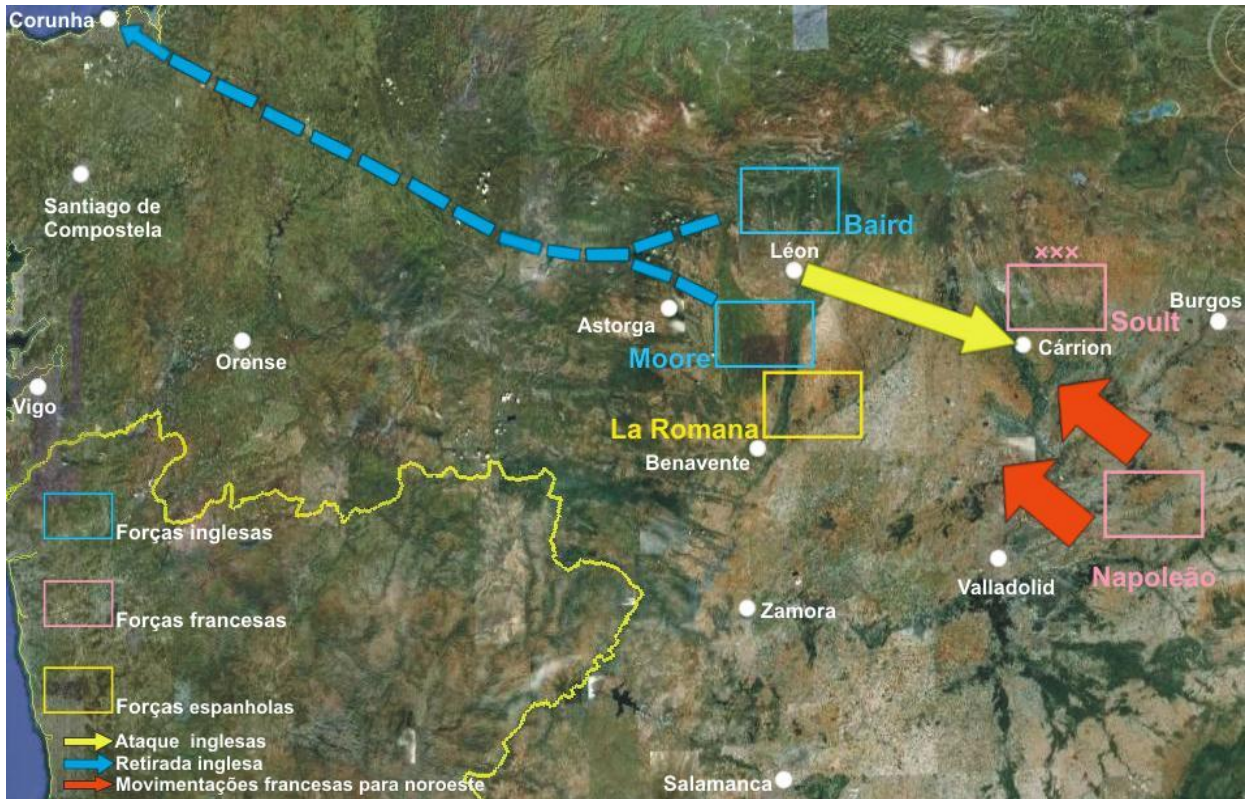 Corunha
Santiago de
Compostela
Baird
Léon
×××
Burgos
Soult
Astorga
Cárrion
Orense
Moore
Vigo
La Romana
Benavente
Forças inglesas
Napoleão
Valladolid
Zamora
Forças francesas
Forças espanholas
Ataque inglesas
Retirada inglesa
Movimentações francesas para noroeste
Salamanca